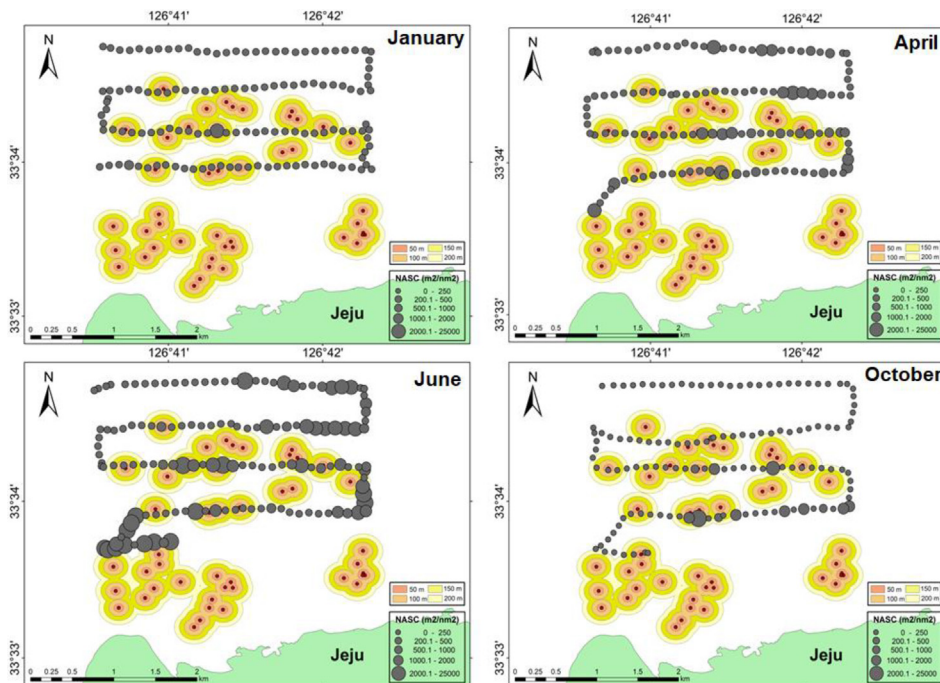 126°41' 126°42'
N
January
33°34'
50 m 150 m
100 m 200 m
NASC (m2/nm2)
0 - 250
200.1 - 500
500.1 - 1000
1000.1 - 2000
2000.1 - 25000
33°33'
Jeju
0 0.25 0.5 1 1.5 2
km
126°41' 126°42'
N
April
33°34'
50 m 150 m
100 m 200 m
NASC (m2/nm2)
0 - 250
200.1 - 500
500.1 - 1000
1000.1 - 2000
2000.1 - 25000
33°33'
Jeju
0 0.25 0.5 1 1.5 2
km
126°41' 126°42'
N
June
33°34'
50 m 150 m
100 m 200 m
NASC (m2/nm2)
0 - 250
200.1 - 500
500.1 - 1000
1000.1 - 2000
2000.1 - 25000
33°33'
Jeju
0 0.25 0.5 1 1.5 2
km
126°41' 126°42'
N
October
33°34'
50 m 150 m
100 m 200 m
NASC (m2/nm2)
0 - 250
200.1 - 500
500.1 - 1000
1000.1 - 2000
2000.1 - 25000
33°33'
Jeju
0 0.25 0.5 1 1.5 2
km